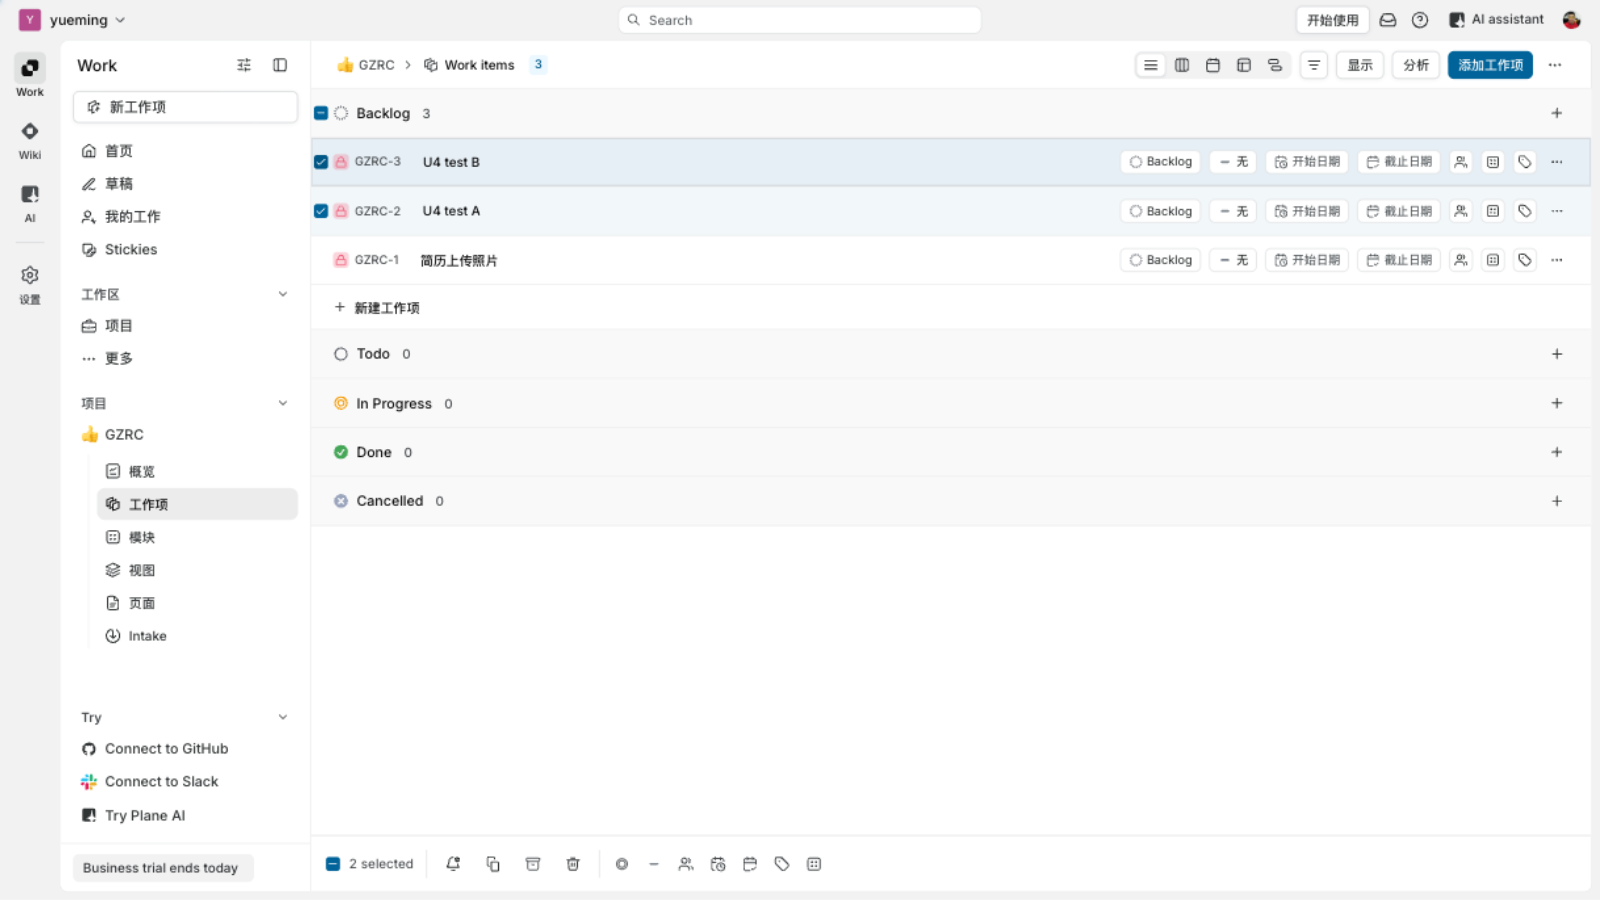 Y yueming
Search
开始使用
AI assistant
Work
Wiki
AI
设置
Work
新工作项
首页
草稿
我的工作
Stickies
工作区
项目
更多
项目
GZRC
概览
工作项
模块
视图
页面
Intake
Try
Connect to GitHub
Connect to Slack
Try Plane AI
Business trial ends today
GZRC > Work items 3
显示 分析 添加工作项
Backlog 3
GZRC-3 U4 test B Backlog 无 开始日期 截止日期
GZRC-2 U4 test A Backlog 无 开始日期 截止日期
GZRC-1 简历上传照片 Backlog 无 开始日期 截止日期
新建工作项
Todo 0
In Progress 0
Done 0
Cancelled 0
2 selected